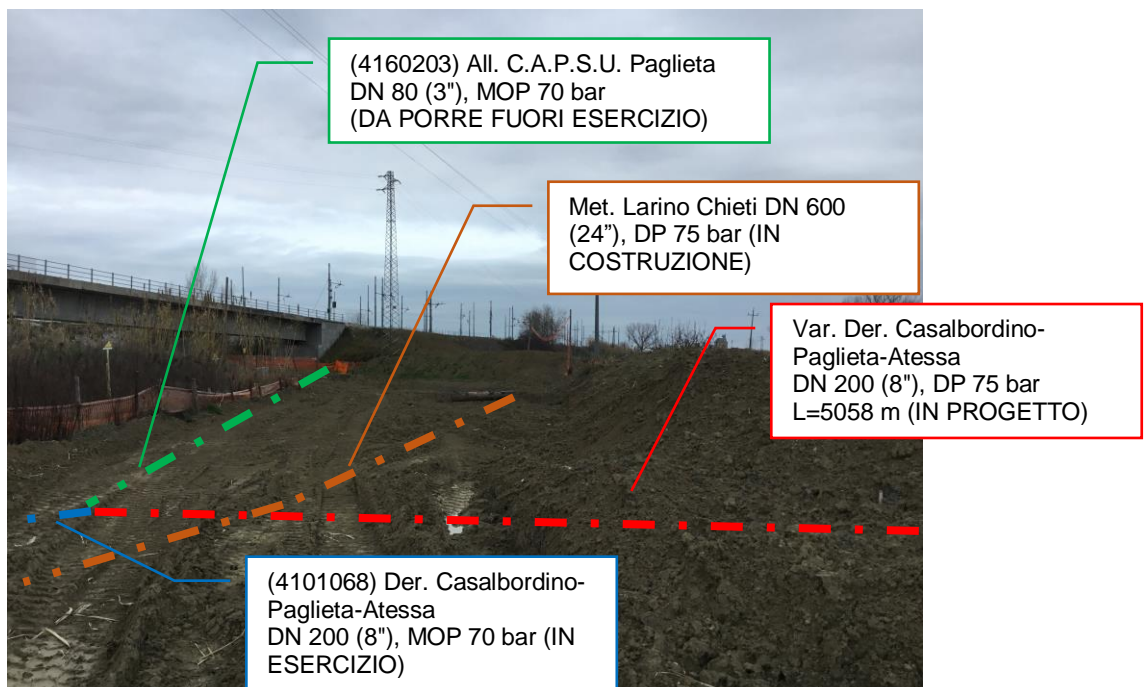 (4160203) All. C.A.P.S.U. Paglieta
DN 80 (3"), MOP 70 bar
(DA PORRE FUORI ESERCIZIO)
Met. Larino Chieti DN 600
(24”), DP 75 bar (IN
COSTRUZIONE)
Var. Der. Casalbordino-
Paglieta-Atessa
DN 200 (8"), DP 75 bar
L=5058 m (IN PROGETTO)
(4101068) Der. Casalbordino-
Paglieta-Atessa
DN 200 (8"), MOP 70 bar (IN
ESERCIZIO)